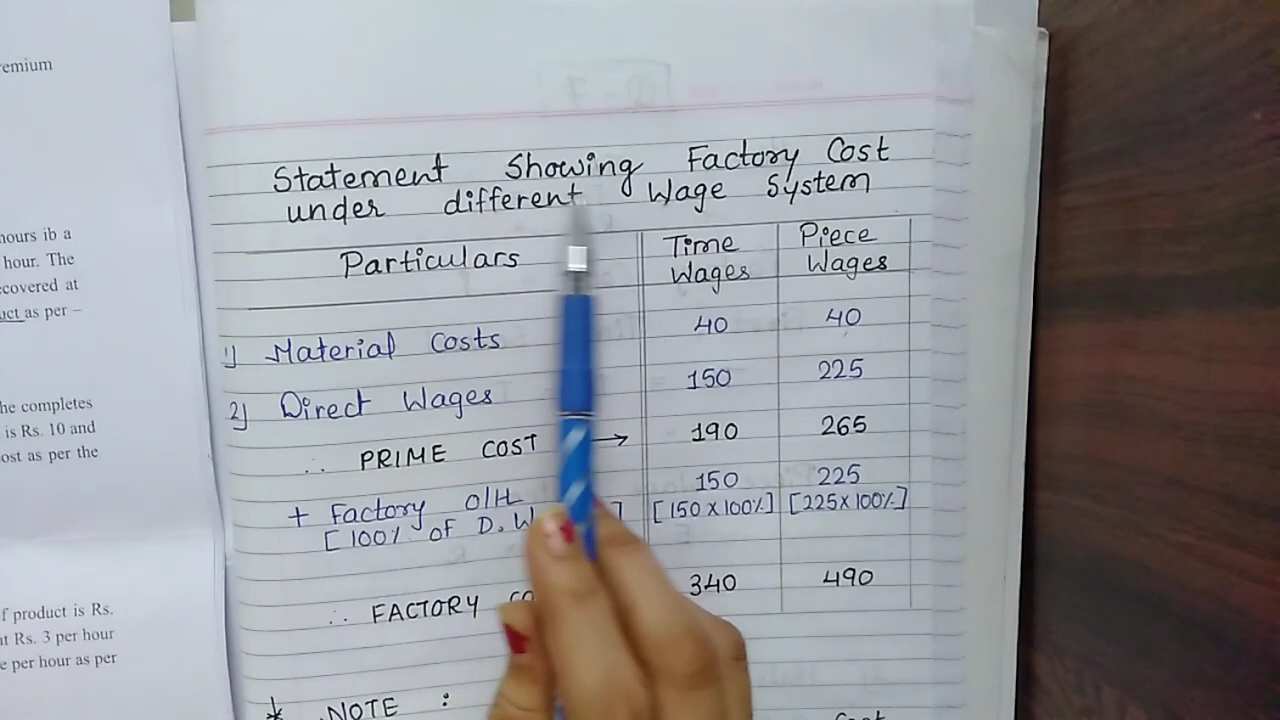 emium
hours ib a
hour. The
covered at
uct as per –
he completes
is Rs. 10 and
ost as per the
f product is Rs.
at Rs. 3 per hour
e per hour as per
Statement Showing Factory Cost
under different Wage System
Particulars Time Wages Piece Wages
1) Material Costs 40 40
2) Direct Wages 150 225
∴ PRIME COST → 190 265
+ Factory O/H 150 225
[100% OF D.W ] [150 X 100%] [225 X 100%]
∴ FACTORY 340 490
* NOTE :